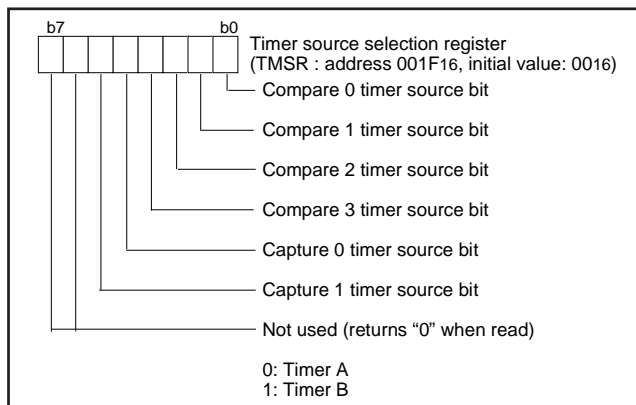 b7 b0
Timer source selection register
(TMSR : address 001F16, initial value: 0016)
Compare 0 timer source bit
Compare 1 timer source bit
Compare 2 timer source bit
Compare 3 timer source bit
Capture 0 timer source bit
Capture 1 timer source bit
Not used (returns “0” when read)
0: Timer A
1: Timer B